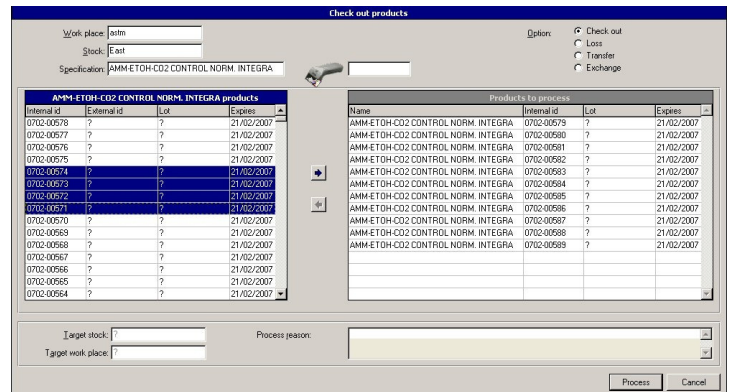 Check out products
Work place: astm
Option: Check out
Stock: East
Loss
Transfer
Specification: AMM-ETOH-CO2 CONTROL NORM. INTEGRA
Exchange
AMM-ETOH-CO2 CONTROL NORM. INTEGRA products
Internal id External id Lot Expires
0702-00578 ? ? 21/02/2007
0702-00577 ? ? 21/02/2007
0702-00576 ? ? 21/02/2007
0702-00575 ? ? 21/02/2007
0702-00574 ? ? 21/02/2007
0702-00573 ? ? 21/02/2007
0702-00572 ? ? 21/02/2007
0702-00571 ? ? 21/02/2007
0702-00570 ? ? 21/02/2007
0702-00569 ? ? 21/02/2007
0702-00568 ? ? 21/02/2007
0702-00567 ? ? 21/02/2007
0702-00566 ? ? 21/02/2007
0702-00565 ? ? 21/02/2007
0702-00564 ? ? 21/02/2007
Products to process
Name Internal id Lot Expires
AMM-ETOH-CO2 CONTROL NORM. INTEGRA 0702-00579 ? 21/02/2007
AMM-ETOH-CO2 CONTROL NORM. INTEGRA 0702-00580 ? 21/02/2007
AMM-ETOH-CO2 CONTROL NORM. INTEGRA 0702-00581 ? 21/02/2007
AMM-ETOH-CO2 CONTROL NORM. INTEGRA 0702-00582 ? 21/02/2007
AMM-ETOH-CO2 CONTROL NORM. INTEGRA 0702-00583 ? 21/02/2007
AMM-ETOH-CO2 CONTROL NORM. INTEGRA 0702-00584 ? 21/02/2007
AMM-ETOH-CO2 CONTROL NORM. INTEGRA 0702-00585 ? 21/02/2007
AMM-ETOH-CO2 CONTROL NORM. INTEGRA 0702-00586 ? 21/02/2007
AMM-ETOH-CO2 CONTROL NORM. INTEGRA 0702-00587 ? 21/02/2007
AMM-ETOH-CO2 CONTROL NORM. INTEGRA 0702-00588 ? 21/02/2007
AMM-ETOH-CO2 CONTROL NORM. INTEGRA 0702-00589 ? 21/02/2007
Target stock: ?
Process reason:
Target work place: ?
Process Cancel